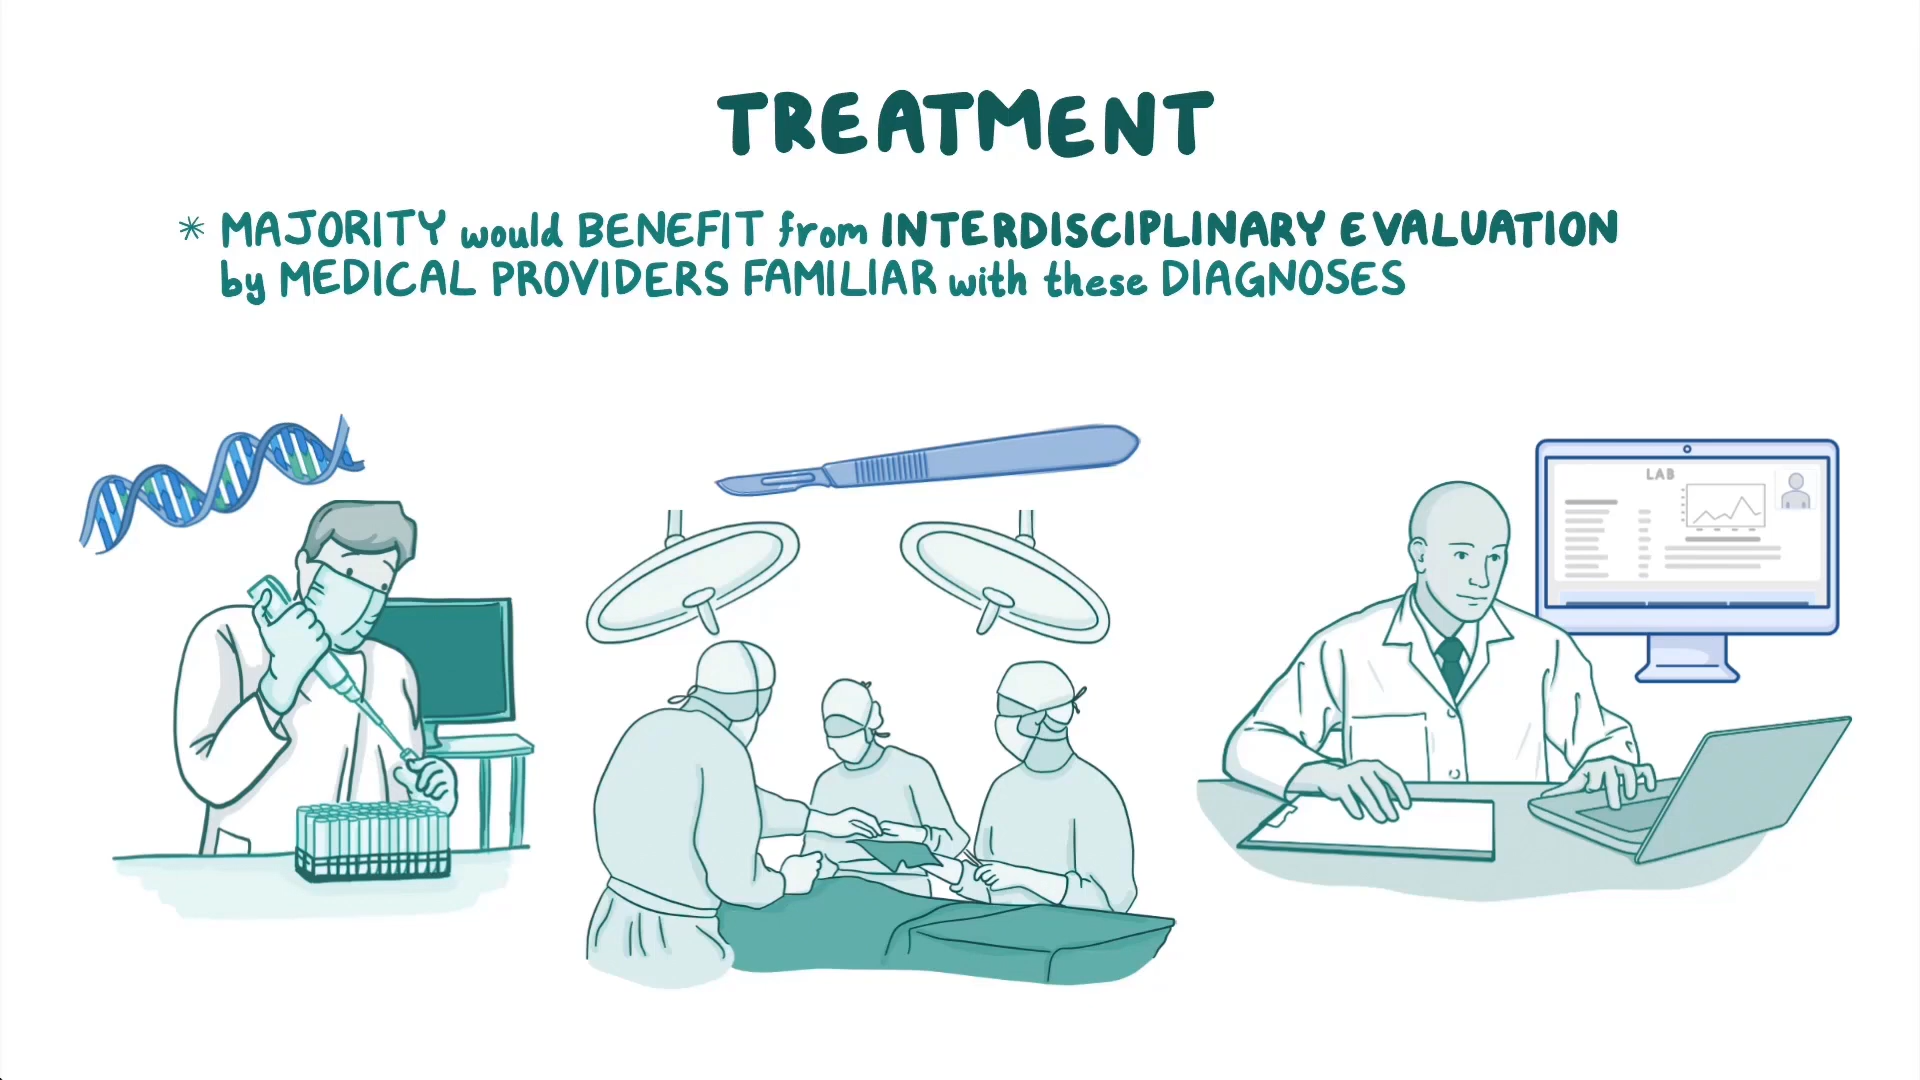 TREATMENT
* MAJORITY would BENEFIT from INTERDISCIPLINARY EVALUATION
by MEDICAL PROVIDERS FAMILIAR with these DIAGNOSES
LAB